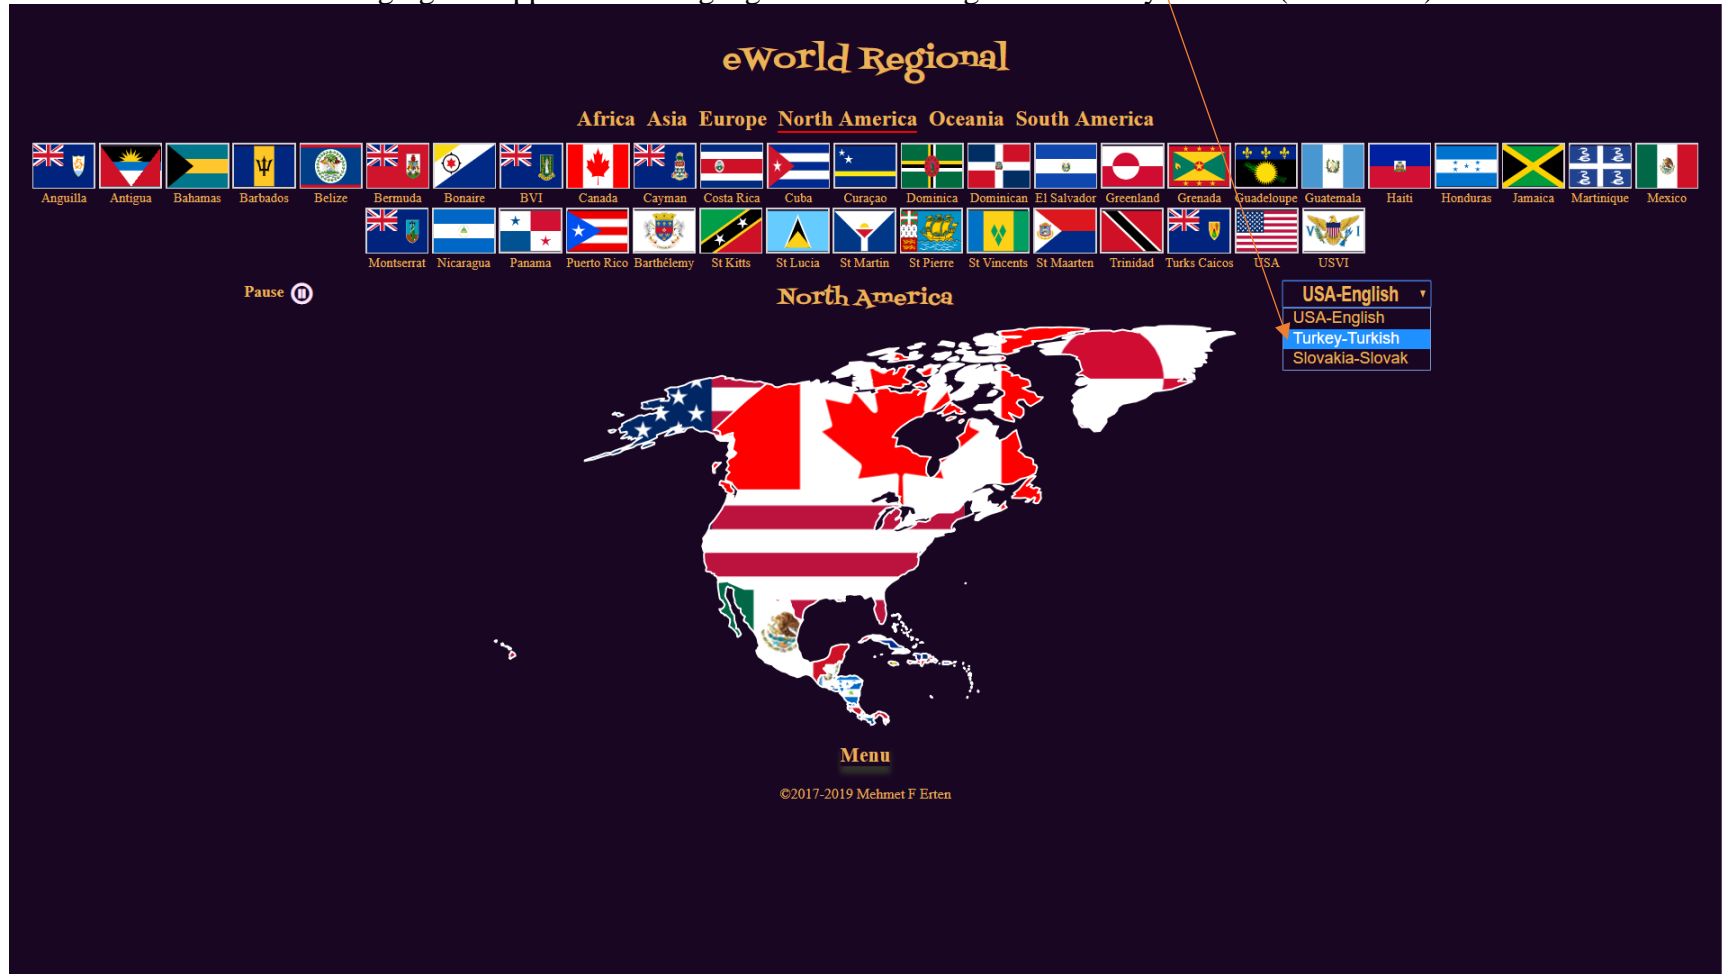 eWorld Regional
Africa Asia Europe North America Oceania South America
Anguilla Antigua Bahamas Barbados Belize Bermuda Bonaire BVI Canada Cayman Costa Rica Cuba Curaçao Dominica Dominican El Salvador Greenland Grenada Guadeloupe Guatemala Haiti Honduras Jamaica Martinique Mexico
Montserrat Nicaragua Panama Puerto Rico Barthélemy St Kitts St Lucia St Martin St Pierre St Vincents St Maarten Trinidad Turks Caicos USA USVI
Pause North America USA-English
USA-English
Turkey-Turkish
Slovakia-Slovak
Menu
©2017-2019 Mehmet F Erten